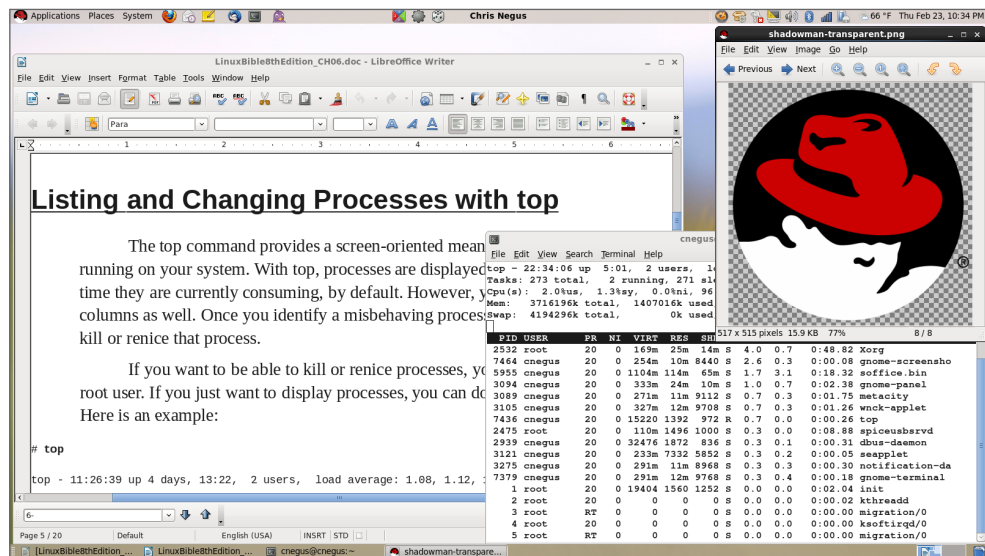 Applications Places System
Chris Negus
66 °F Thu Feb 23, 10:34 PM
LinuxBible8thEdition_CH06.doc - LibreOffice Writer
File Edit View Insert Format Table Tools Window Help
Para
1 2 3 4 5 6
Listing and Changing Processes with top
The top command provides a screen-oriented mean
running on your system. With top, processes are displayed
time they are currently consuming, by default. However, y
columns as well. Once you identify a misbehaving proces
kill or renice that process.
If you want to be able to kill or renice processes, yo
root user. If you just want to display processes, you can do
Here is an example:
# top
top - 11:26:39 up 4 days, 13:22, 2 users, load average: 1.08, 1.12, 1
6-
Page 5 / 20 Default English (USA) INSRT STD
shadowman-transparent.png
File Edit View Image Go Help
Previous Next
®
517 x 515 pixels 15.9 KB 77% 8 / 8
cnegus
File Edit View Search Terminal Help
top - 22:34:06 up 5:01, 2 users, l
Tasks: 273 total, 2 running, 271 sle
Cpu(s): 2.0%us, 1.3%sy, 0.0%ni, 96
Mem: 3716196k total, 1407016k used
Swap: 4194296k total, 0k used
PID USER PR NI VIRT RES SH
2532 root 20 0 169m 25m 14m S 4.0 0.7 0:48.82 Xorg
7464 cnegus 20 0 254m 10m 8440 S 2.6 0.3 0:00.08 gnome-screensho
5955 cnegus 20 0 1104m 114m 65m S 1.7 3.1 0:18.32 soffice.bin
3094 cnegus 20 0 333m 24m 10m S 1.0 0.7 0:02.38 gnome-panel
3089 cnegus 20 0 271m 11m 9112 S 0.7 0.3 0:01.75 metacity
3105 cnegus 20 0 327m 12m 9708 S 0.7 0.3 0:01.26 wnck-applet
7436 cnegus 20 0 15220 1392 972 R 0.7 0.0 0:00.26 top
2475 root 20 0 110m 1496 1000 S 0.3 0.0 0:08.88 spiceusbsrvd
2939 cnegus 20 0 32476 1872 836 S 0.3 0.1 0:00.31 dbus-daemon
3121 cnegus 20 0 233m 7332 5852 S 0.3 0.2 0:00.05 seapplet
3275 cnegus 20 0 291m 11m 8968 S 0.3 0.3 0:00.30 notification-da
7379 cnegus 20 0 291m 12m 9768 S 0.3 0.4 0:00.18 gnome-terminal
1 root 20 0 19404 1560 1252 S 0.0 0.0 0:02.04 init
2 root 20 0 0 0 0 S 0.0 0.0 0:00.02 kthreadd
3 root RT 0 0 0 0 S 0.0 0.0 0:00.00 migration/0
4 root 20 0 0 0 0 S 0.0 0.0 0:00.00 ksoftirqd/0
5 root RT 0 0 0 0 S 0.0 0.0 0:00.00 migration/0
[LinuxBible8thEdition_... LinuxBible8thEdition_... cnegus@cnegus:~ shadowman-transpare...